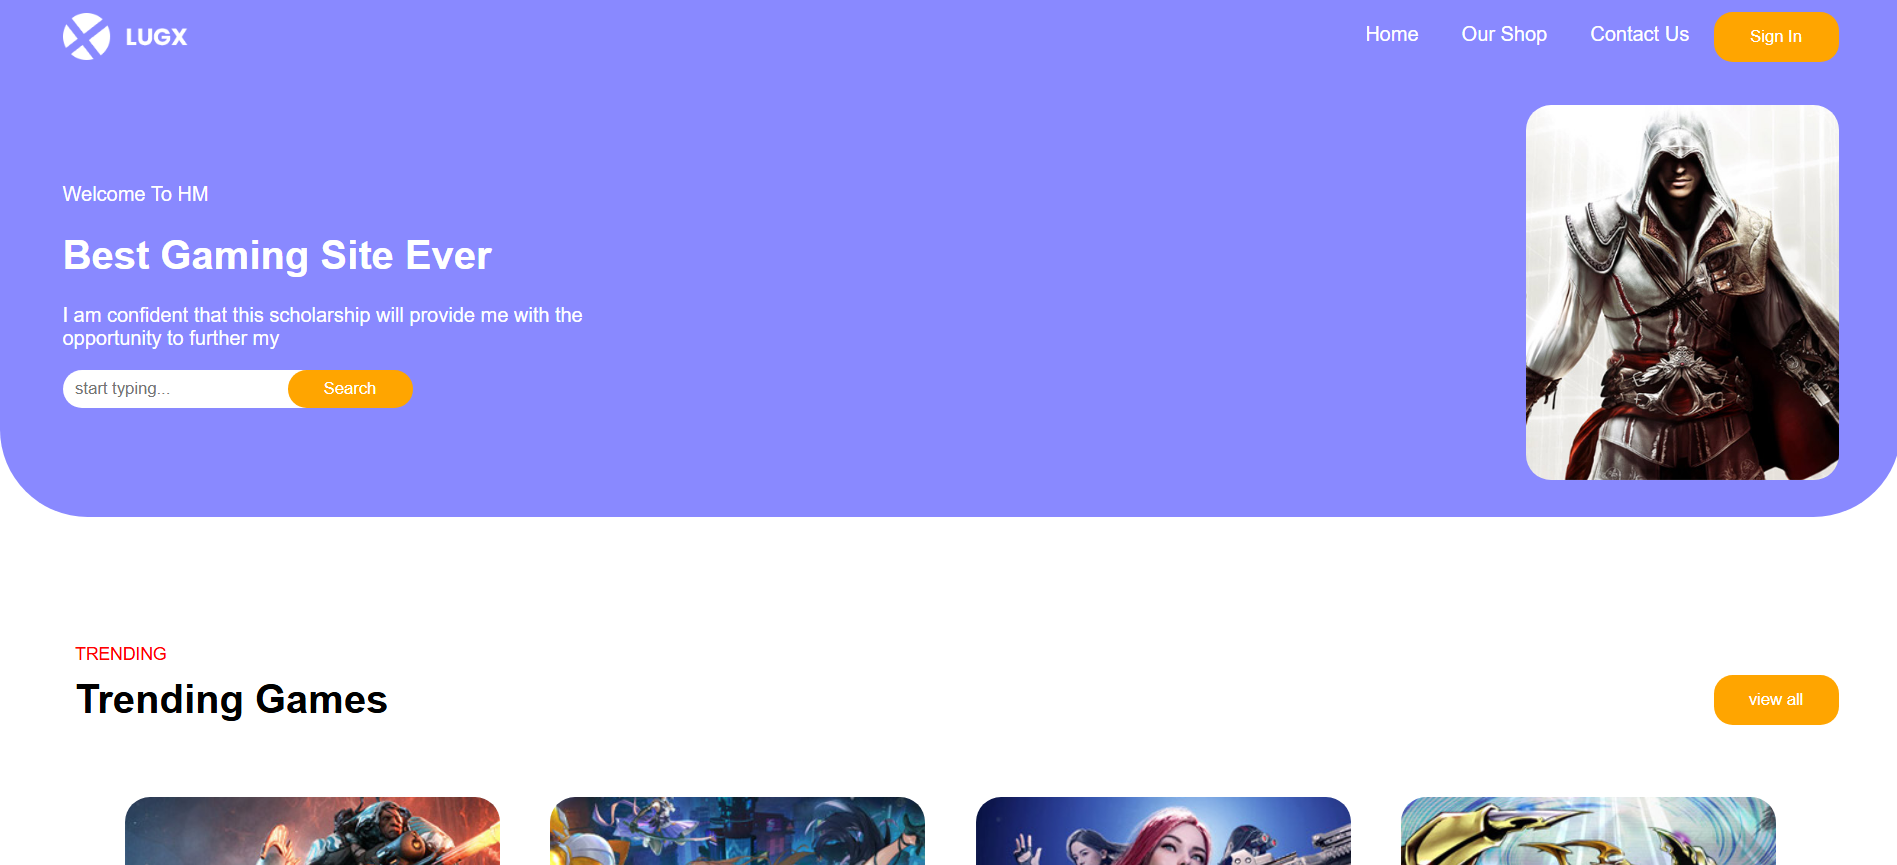 LUGX
Home
Our Shop
Contact Us
Sign In
Welcome To HM
Best Gaming Site Ever
I am confident that this scholarship will provide me with the
opportunity to further my
start typing...
Search
TRENDING
Trending Games
view all